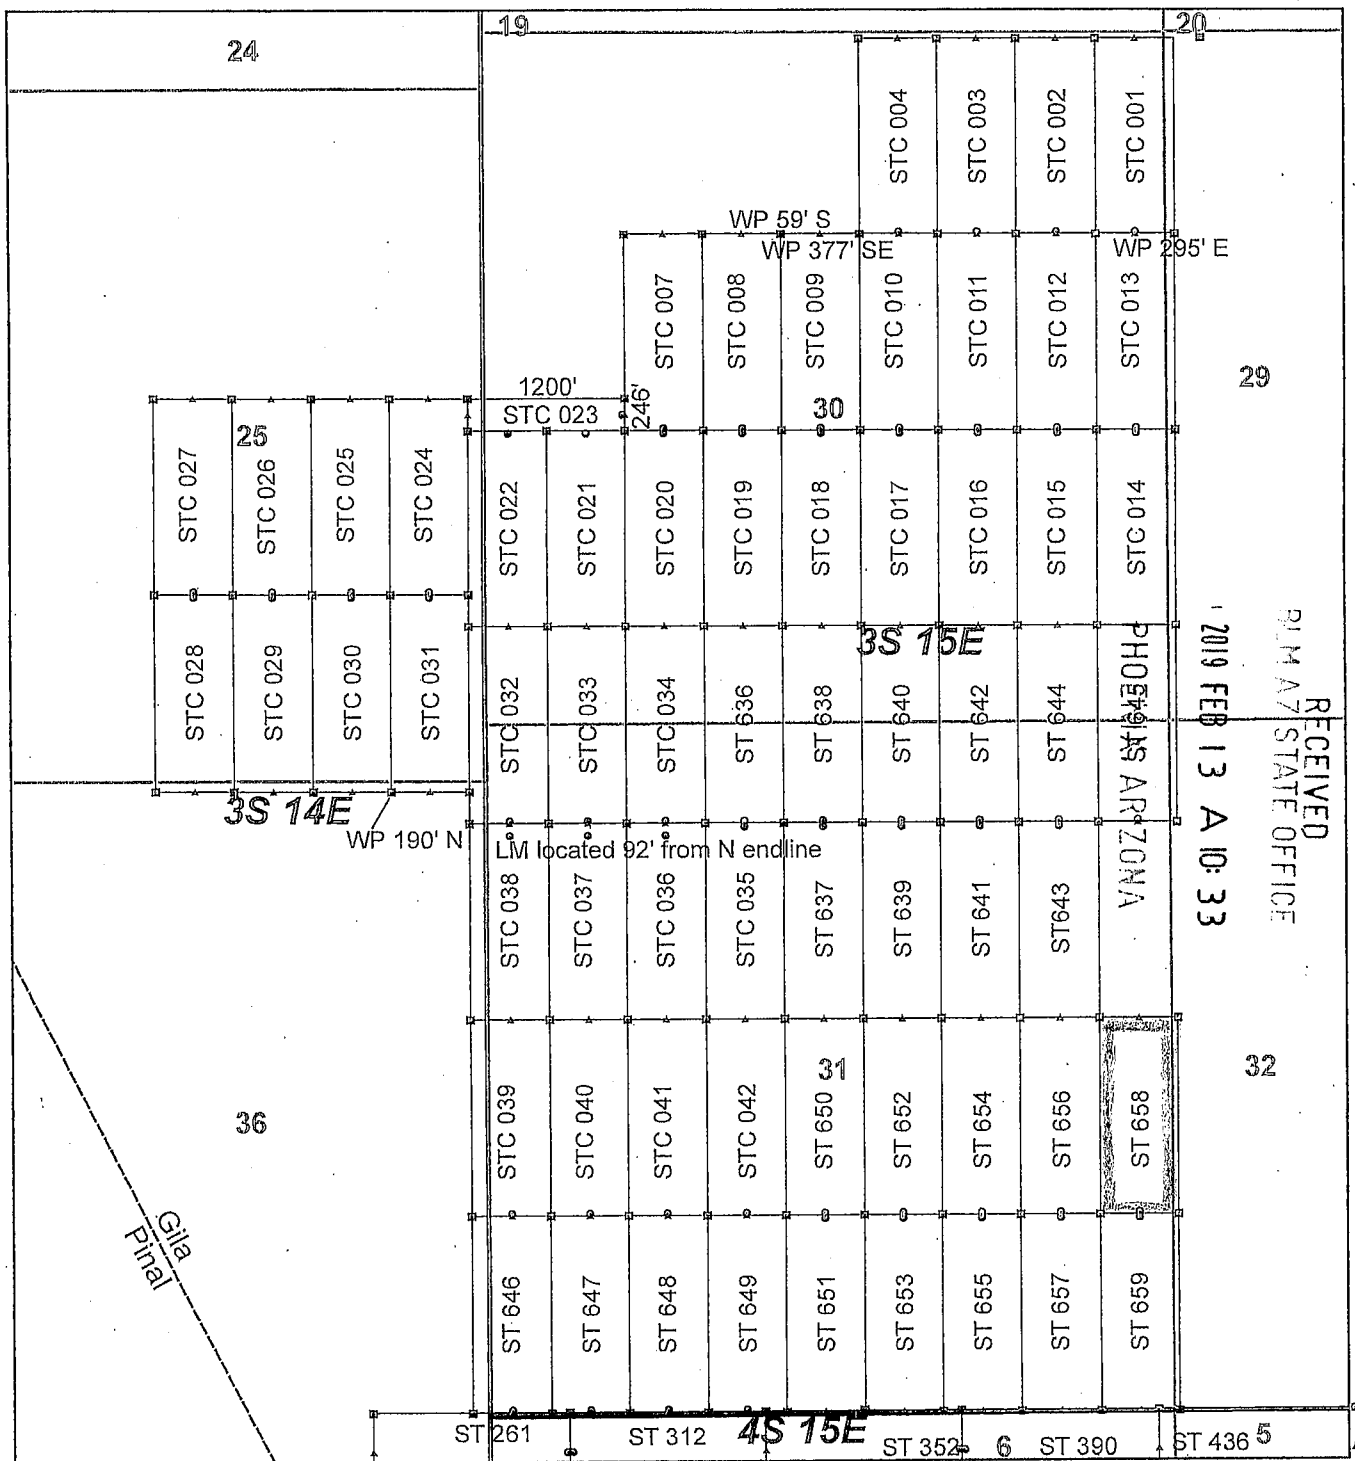 24
19
20
STC 004
STC 003
STC 002
STC 001
WP 59' S
WP 377' SE
WP 295' E
STC 007
STC 008
STC 009
STC 010
STC 011
STC 012
STC 013
29
1200'
STC 023
246'
30
25
STC 027
STC 026
STC 025
STC 024
STC 022
STC 021
STC 020
STC 019
STC 018
STC 017
STC 016
STC 015
STC 014
3S 15E
RECEIVED
BLM AZ STATE OFFICE
2019 FEB 13 A 10: 33
PHOENIX ARIZONA
STC 028
STC 029
STC 030
STC 031
STC 032
STC 033
STC 034
ST 636
ST 638
ST 640
ST 642
ST 644
3S 14E
WP 190' N
LM located 92' from N endline
STC 038
STC 037
STC 036
STC 035
ST 637
ST 639
ST 641
ST643
31
32
36
STC 039
STC 040
STC 041
STC 042
ST 650
ST 652
ST 654
ST 656
ST 658
Gila
Pinal
ST 646
ST 647
ST 648
ST 649
ST 651
ST 653
ST 655
ST 657
ST 659
4S 15E
ST 261
ST 312
ST 352
6
ST 390
ST 436
5